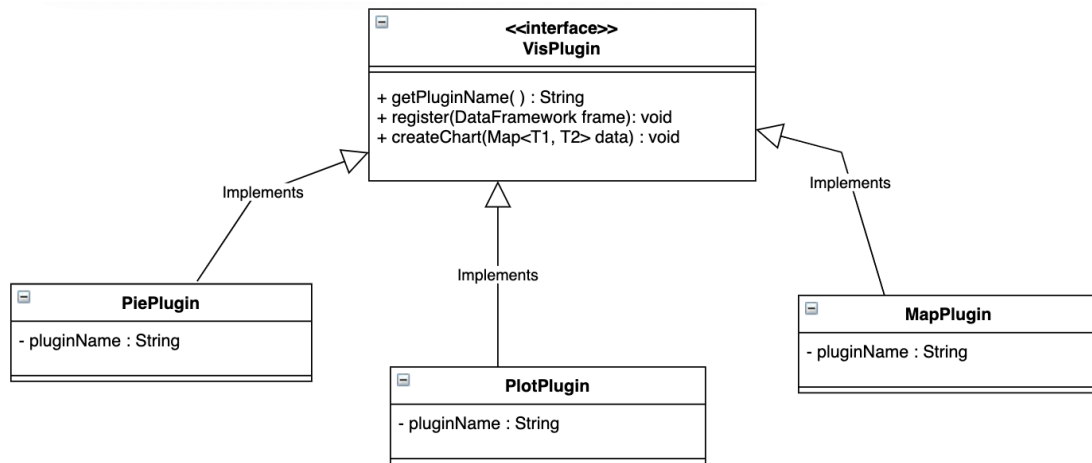 <<interface>>
VisPlugin
+ getPluginName( ) : String
+ register(DataFramework frame): void
+ createChart(Map<T1, T2> data) : void
Implements
Implements
Implements
PiePlugin
- pluginName : String
PlotPlugin
- pluginName : String
MapPlugin
- pluginName : String